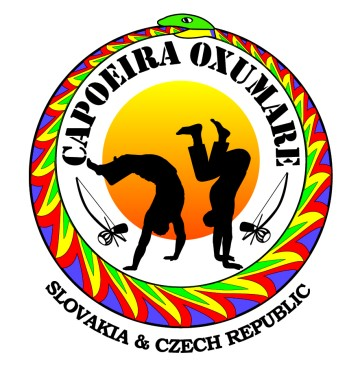 CAPOEIRA OXUMARE
SLOVAKIA & CZECH REPUBLIC